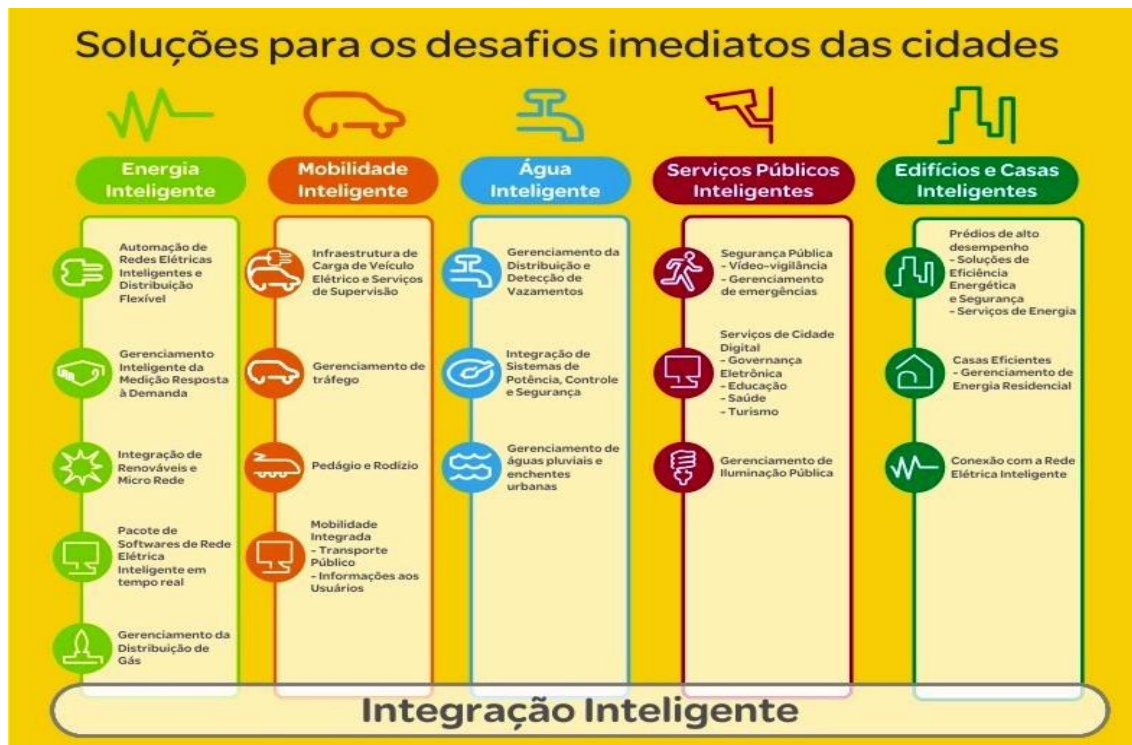 Soluções para os desafios imediatos das cidades
Energia
Inteligente
Automação de
Redes Elétricas
Inteligentes e
Distribuição
Flexível
Gerenciamento
Inteligente da
Medição Resposta
à Demanda
Integração de
Renováveis e
Micro Rede
Pacote de
Softwares de Rede
Elétrica
Inteligente em
tempo real
Gerenciamento da
Distribuição de
Gás
Mobilidade
Inteligente
Infraestrutura de
Carga de Veículo
Elétrico e Serviços
de Supervisão
Gerenciamento de
tráfego
Pedágio e Rodízio
Mobilidade
Integrada
- Transporte
Público
- Informações aos
Usuários
Água
Inteligente
Gerenciamento da
Distribuição e
Detecção de
Vazamentos
Integração de
Sistemas de
Potência, Controle
e Segurança
Gerenciamento de
águas pluviais e
enchentes
urbanas
Serviços Públicos
Inteligentes
Segurança Pública
- Vídeo-vigilância
- Gerenciamento
de emergências
Serviços de Cidade
Digital
- Governança
Eletrônica
- Educação
- Saúde
- Turismo
Gerenciamento de
Iluminação Pública
Edifícios e Casas
Inteligentes
Prédios de alto
desempenho
- Soluções de
Eficiência
Energética
e Segurança
- Serviços de Energia
Casas Eficientes
- Gerenciamento de
Energia Residencial
Conexão com a Rede
Elétrica Inteligente
Integração Inteligente